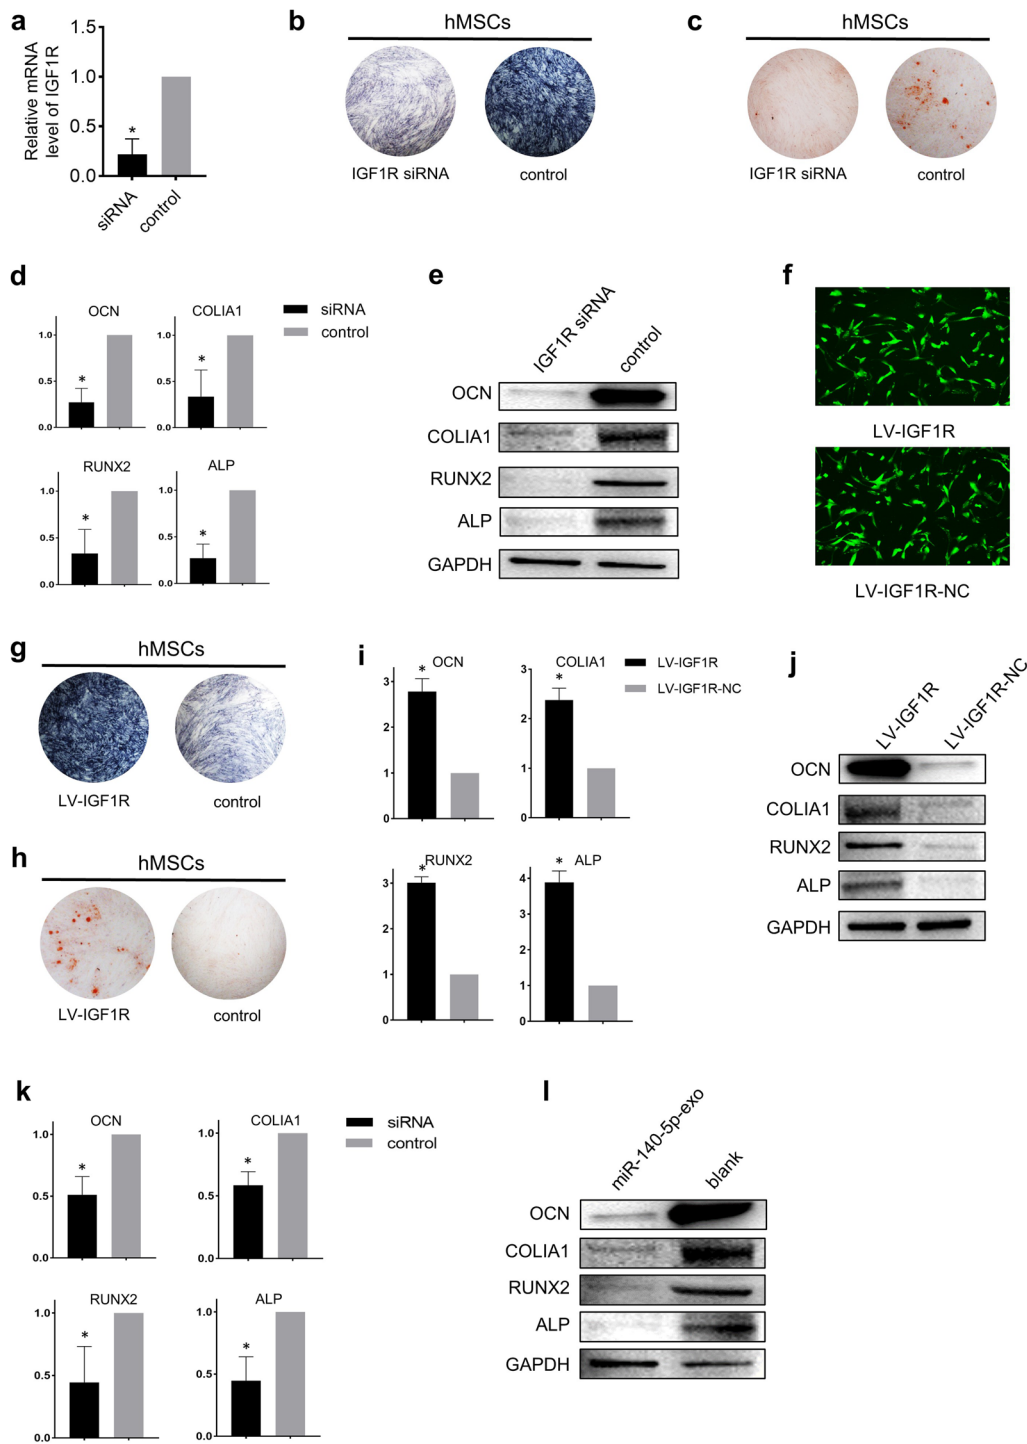 a
Relative mRNA
level of IGF1R
1.5
1.0
0.5
0.0
*
siRNA
control
b
hMSCs
IGF1R siRNA
control
c
hMSCs
IGF1R siRNA
control
d
OCN
1.0
0.5
0.0
*
COLIA1
1.0
0.5
0.0
*
siRNA
control
RUNX2
1.0
0.5
0.0
*
ALP
1.0
0.5
0.0
*
e
IGF1R siRNA
control
OCN
COLIA1
RUNX2
ALP
GAPDH
f
LV-IGF1R
LV-IGF1R-NC
g
hMSCs
LV-IGF1R
control
h
hMSCs
LV-IGF1R
control
i
OCN
3
2
1
0
*
COLIA1
3
2
1
0
*
LV-IGF1R
LV-IGF1R-NC
RUNX2
3
2
1
0
*
ALP
4
3
2
1
0
*
j
LV-IGF1R
LV-IGF1R-NC
OCN
COLIA1
RUNX2
ALP
GAPDH
k
OCN
1.0
0.5
0.0
*
COLIA1
1.0
0.5
0.0
*
siRNA
control
RUNX2
1.0
0.5
0.0
*
ALP
1.0
0.5
0.0
*
l
miR-140-5p-exo
blank
OCN
COLIA1
RUNX2
ALP
GAPDH